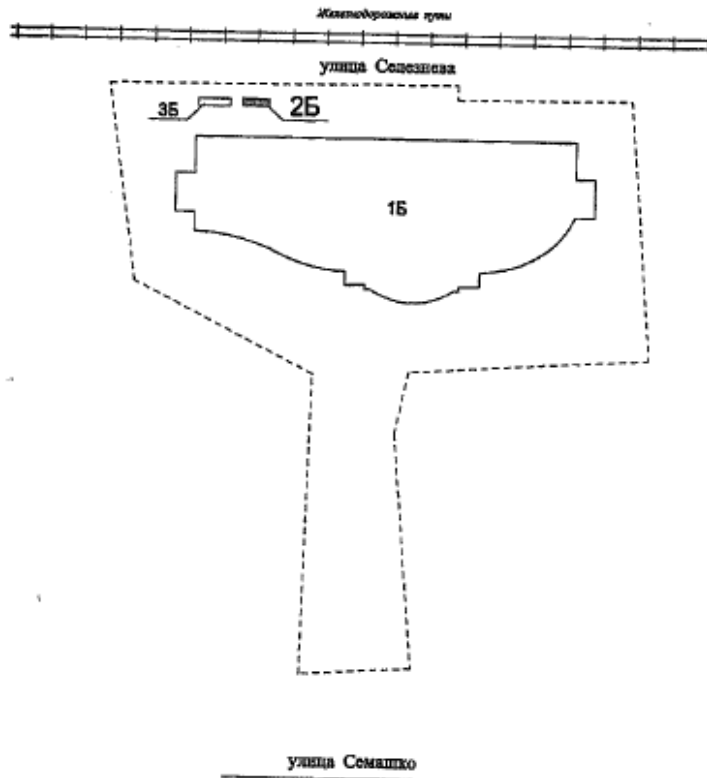 Железнодорожные пути
улица Селезнева
3Б 2Б
1Б
улица Семашко